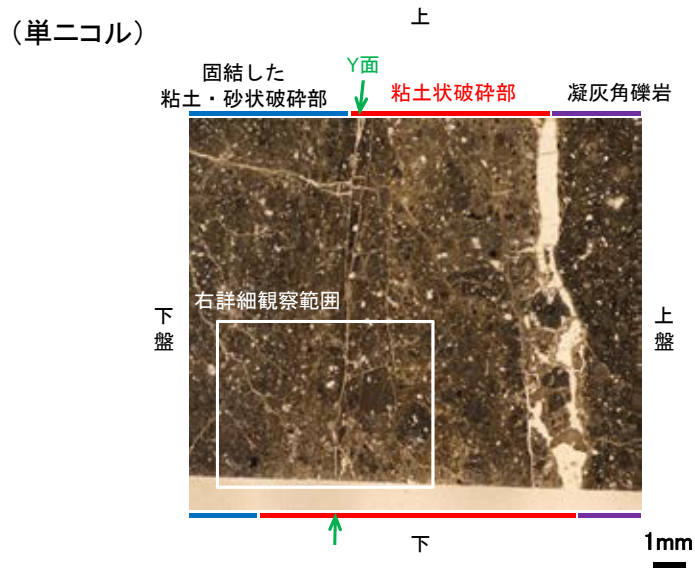 （単ニコル）
上
固結した
粘土・砂状破砕部
Y面
粘土状破砕部
凝灰角礫岩
右詳細観察範囲
下
盤
上
盤
下
1mm